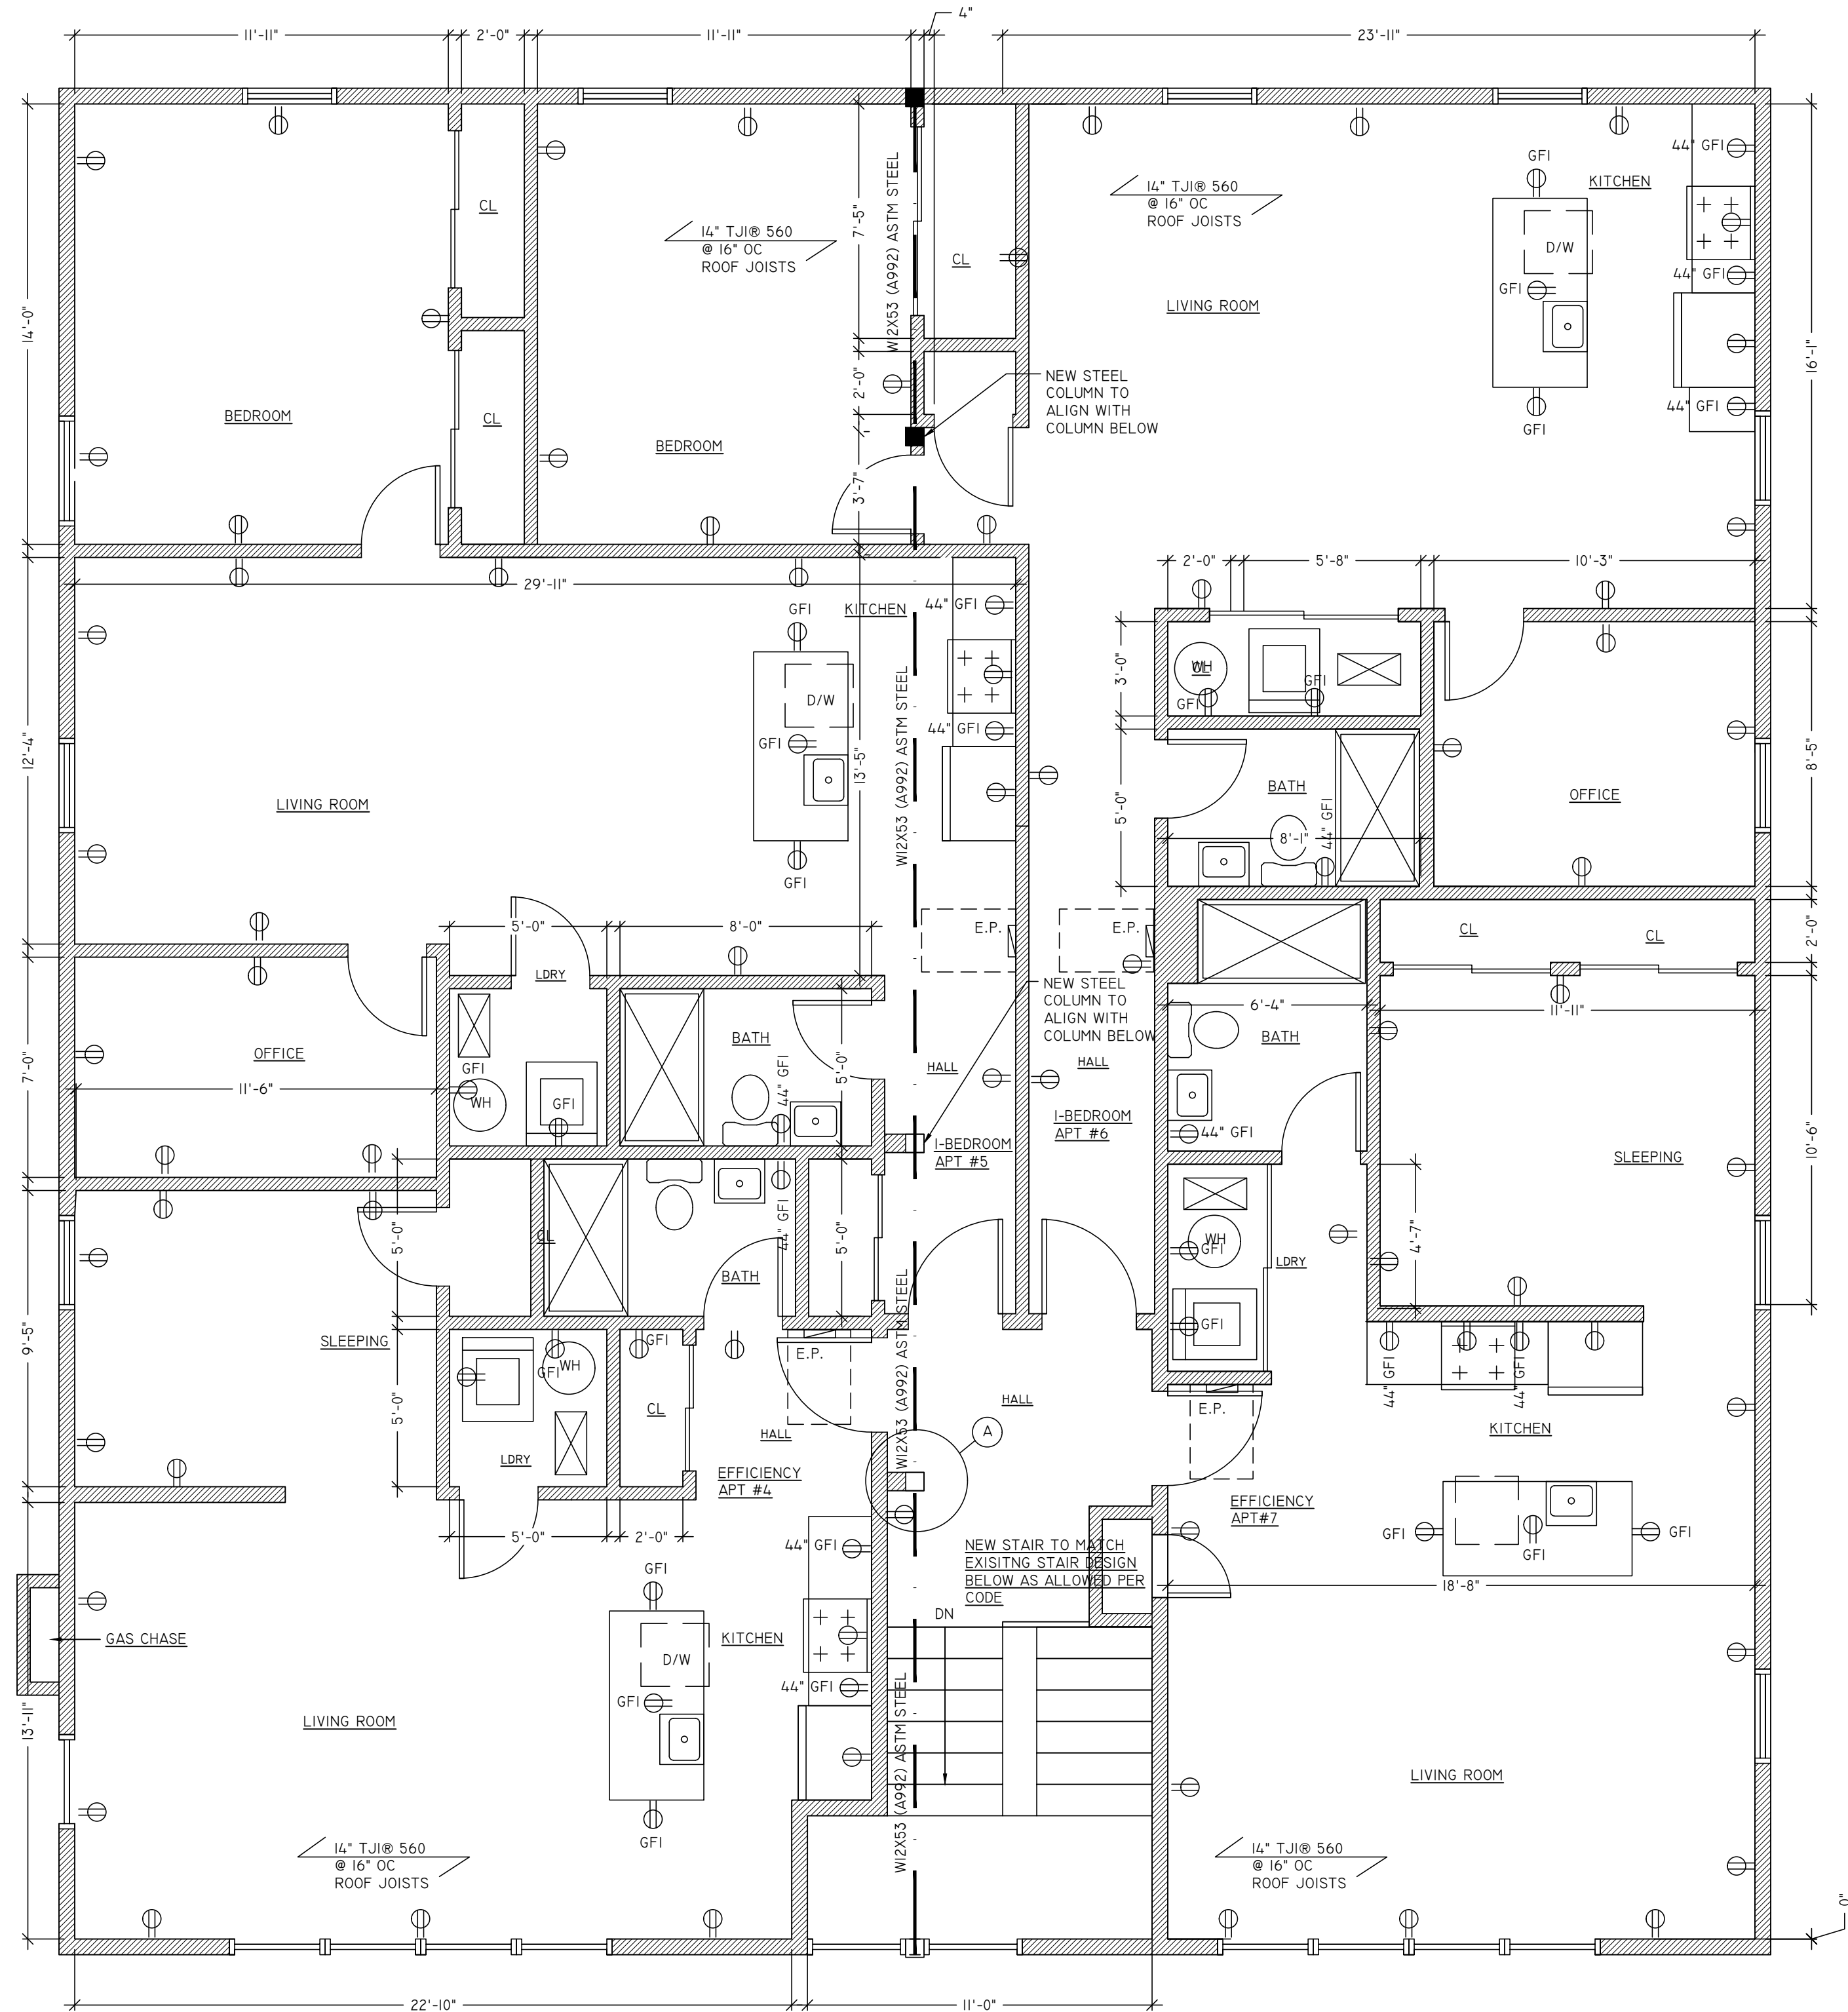 4"
11'-11"
2'-0"
11'-11"
23'-11"
44" GFI
GFI
KITCHEN
14" TJI® 560
@ 16" OC
ROOF JOISTS
CL
14" TJI® 560
@ 16" OC
ROOF JOISTS
7'-5"
W12X53 (A992) ASTM STEEL
D/W
CL
44" GFI
GFI
LIVING ROOM
14'-0"
16'-1"
NEW STEEL
COLUMN TO
ALIGN WITH
COLUMN BELOW
2'-0"
44" GFI
BEDROOM
CL
GFI
BEDROOM
3'-7"
2'-0"
5'-8"
10'-3"
29'-11"
GFI
KITCHEN
44" GFI
3'-0"
WH
CL
GFI
GFI
D/W
W12X53 (A992) ASTM STEEL
44" GFI
GFI
12'-4"
13'-5"
8'-5"
LIVING ROOM
BATH
OFFICE
5'-0"
44" GFI
8'-1"
GFI
5'-0"
8'-0"
E.P.
E.P.
CL
CL
2'-0"
LDRY
NEW STEEL
COLUMN TO
ALIGN WITH
COLUMN BELOW
6'-4"
11'-11"
BATH
BATH
OFFICE
7'-0"
GFI
44" GFI
5'-0"
HALL
HALL
11'-6"
WH
GFI
1-BEDROOM
APT #6
44" GFI
1-BEDROOM
APT #5
SLEEPING
10'-6"
5'-0"
CL
44" GFI
5'-0"
WH
GFI
4'-7"
LDRY
BATH
9'-5"
SLEEPING
GFI
GFI
E.P.
GFI
WH
W12X53 (A992) ASTM STEEL
44" GFI
44" GFI
5'-0"
CL
HALL
HALL
E.P.
KITCHEN
A
LDRY
EFFICIENCY
APT #4
EFFICIENCY
APT#7
5'-0"
2'-0"
44" GFI
NEW STAIR TO MATCH
EXISITNG STAIR DESIGN
BELOW AS ALLOWED PER
CODE
GFI
GFI
GFI
GFI
18'-8"
DN
GAS CHASE
KITCHEN
D/W
44" GFI
GFI
13'-11"
LIVING ROOM
W12X53 (A992) ASTM STEEL
LIVING ROOM
GFI
14" TJI® 560
@ 16" OC
ROOF JOISTS
14" TJI® 560
@ 16" OC
ROOF JOISTS
0"
22'-10"
11'-0"